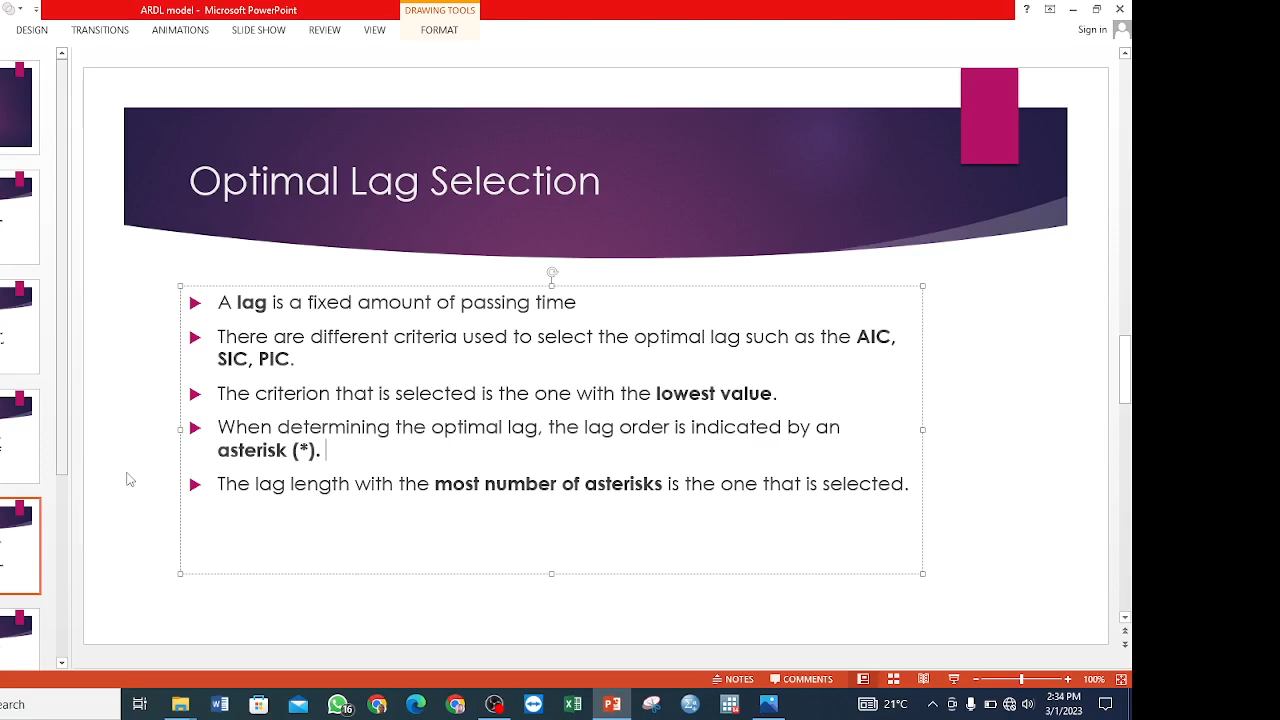 ARDL model - Microsoft PowerPoint
DRAWING TOOLS
?
DESIGN TRANSITIONS ANIMATIONS SLIDE SHOW REVIEW VIEW FORMAT
Sign in
Optimal Lag Selection
A lag is a fixed amount of passing time
There are different criteria used to select the optimal lag such as the AIC,
SIC, PIC.
The criterion that is selected is the one with the lowest value.
When determining the optimal lag, the lag order is indicated by an
asterisk (*).
The lag length with the most number of asterisks is the one that is selected.
NOTES COMMENTS 100%
earch
16
21°C
2:34 PM
3/1/2023